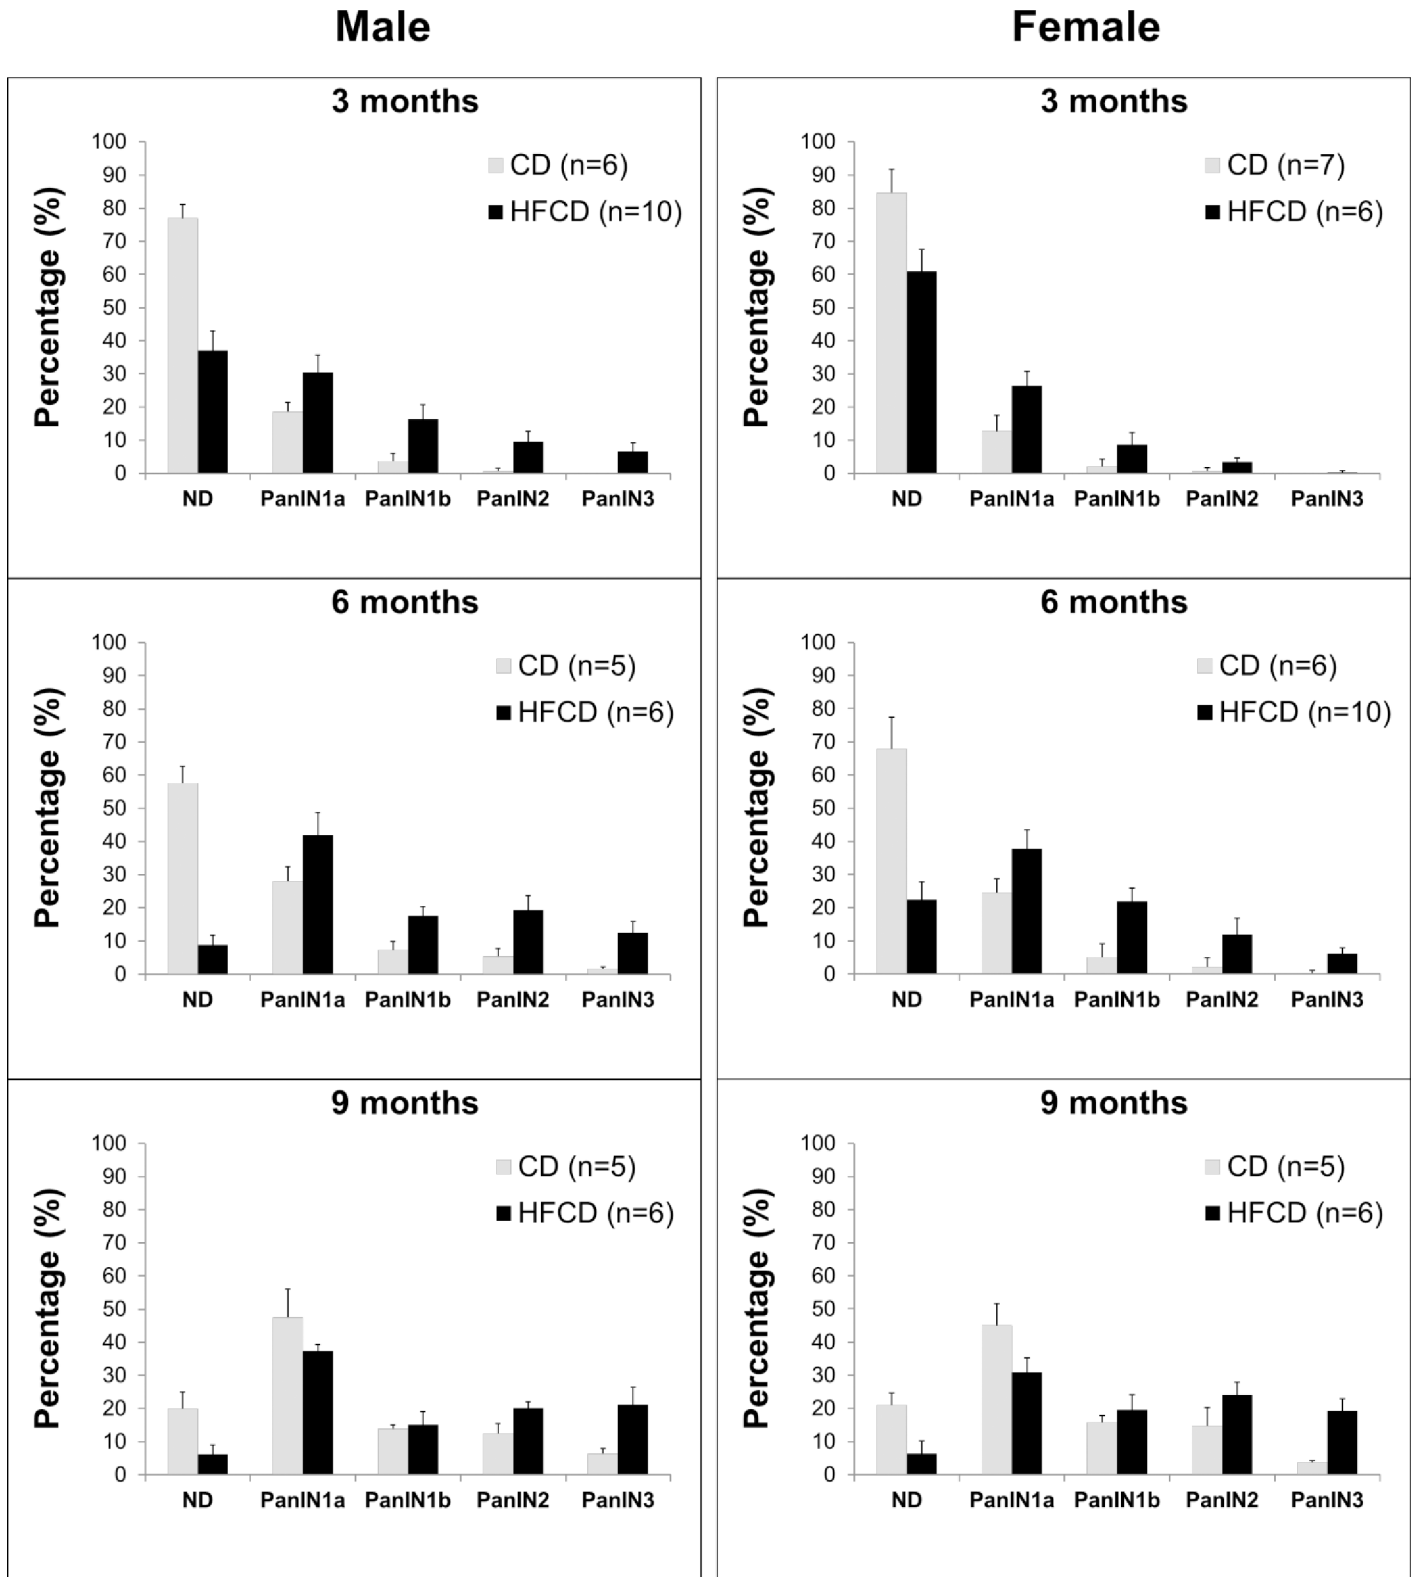 Male
Female
3 months
100
90
80
70
60
50
40
30
20
10
0
Percentage (%)
CD (n=6)
HFCD (n=10)
ND PanIN1a PanIN1b PanIN2 PanIN3
3 months
100
90
80
70
60
50
40
30
20
10
0
Percentage (%)
CD (n=7)
HFCD (n=6)
ND PanIN1a PanIN1b PanIN2 PanIN3
6 months
100
90
80
70
60
50
40
30
20
10
0
Percentage (%)
CD (n=5)
HFCD (n=6)
ND PanIN1a PanIN1b PanIN2 PanIN3
6 months
100
90
80
70
60
50
40
30
20
10
0
Percentage (%)
CD (n=6)
HFCD (n=10)
ND PanIN1a PanIN1b PanIN2 PanIN3
9 months
100
90
80
70
60
50
40
30
20
10
0
Percentage (%)
CD (n=5)
HFCD (n=6)
ND PanIN1a PanIN1b PanIN2 PanIN3
9 months
100
90
80
70
60
50
40
30
20
10
0
Percentage (%)
CD (n=5)
HFCD (n=6)
ND PanIN1a PanIN1b PanIN2 PanIN3